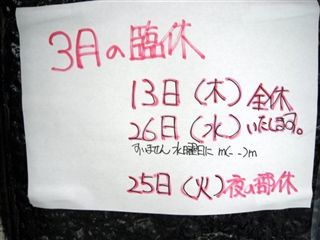 3月の臨休
13日(木)全休
26日(水)いたします。
すいません 水曜日に m(- -)m
25日(火)夜の部休